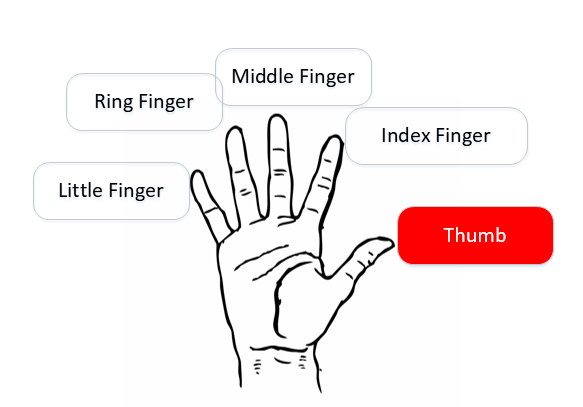 Middle Finger
Ring Finger
Index Finger
Little Finger
Thumb